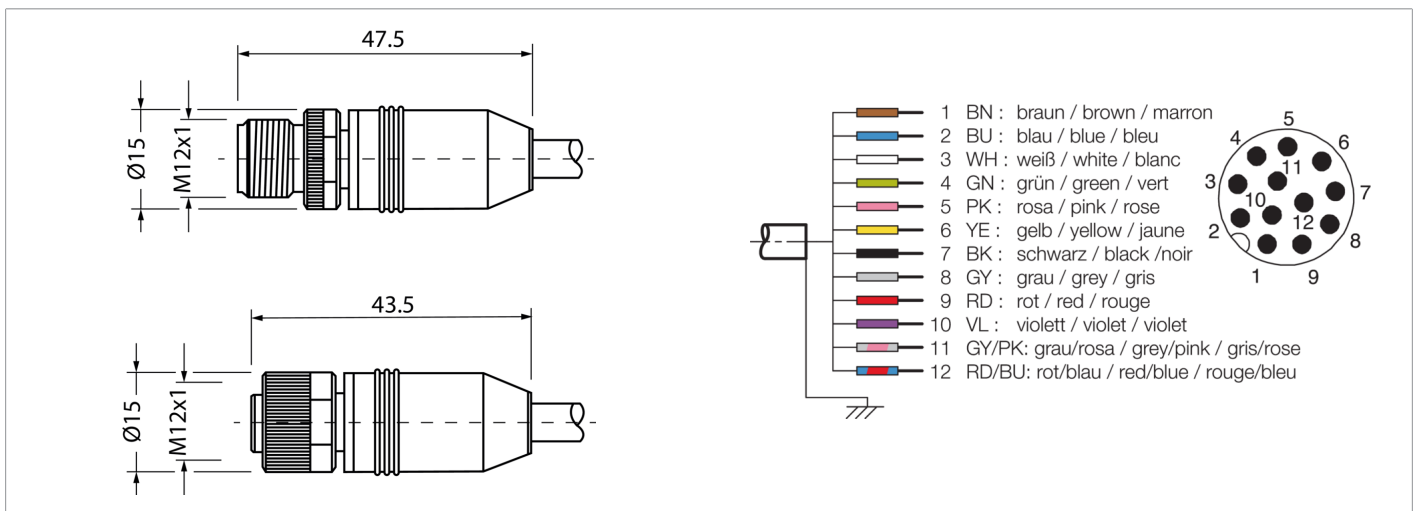 47.5
Ø15
M12x1
43.5
Ø15
M12x1
1 BN : braun / brown / marron
2 BU : blau / blue / bleu
3 WH : weiß / white / blanc
4 GN : grün / green / vert
5 PK : rosa / pink / rose
6 YE : gelb / yellow / jaune
7 BK : schwarz / black /noir
8 GY : grau / grey / gris
9 RD : rot / red / rouge
10 VL : violett / violet / violet
11 GY/PK: grau/rosa / grey/pink / gris/rose
12 RD/BU: rot/blau / red/blue / rouge/bleu
5
4
6
11
3
7
10
12
2
8
1
9